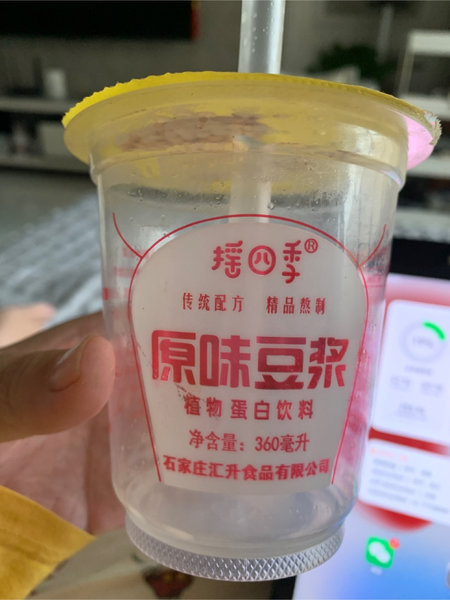 摇四季®
传统配方 精品熬制
原味豆浆
植物蛋白饮料
净含量：360毫升
石家庄汇升食品有限公司